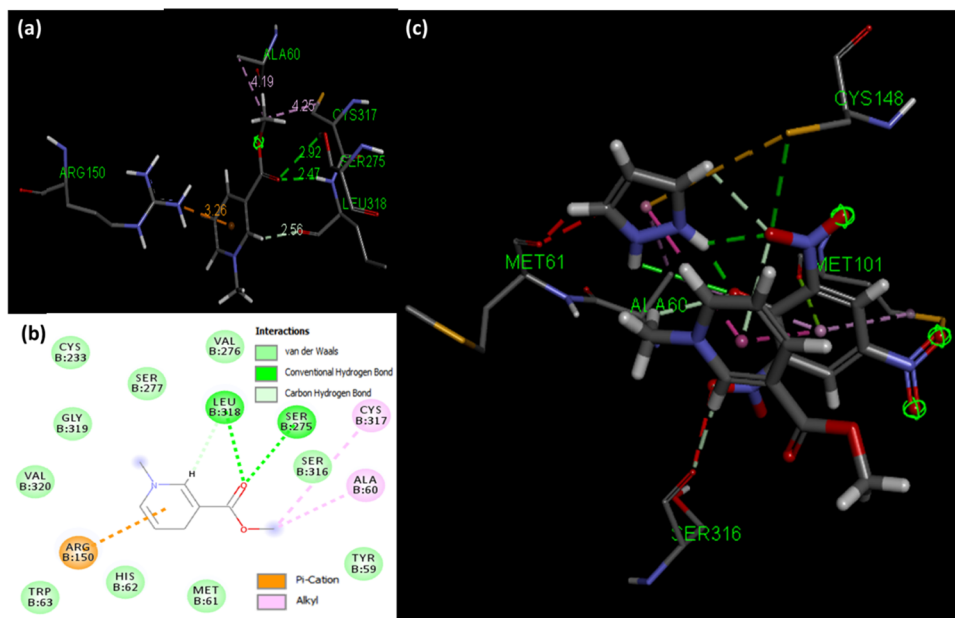 (a)
ALA60
4.19
4.25
CYS317
2.92
SER275
2.47
ARG150
3.26
LEU318
2.56
(b)
Interactions
van der Waals
Conventional Hydrogen Bond
Carbon Hydrogen Bond
CYS
B:233
VAL
B:276
SER
B:277
LEU
B:318
SER
B:275
CYS
B:317
GLY
B:319
SER
B:316
VAL
B:320
ALA
B:60
H
N
O
O
ARG
B:150
TYR
B:59
HIS
B:62
MET
B:61
TRP
B:63
Pi-Cation
Alkyl
(c)
CYS148
MET61
MET101
ALA60
SER316